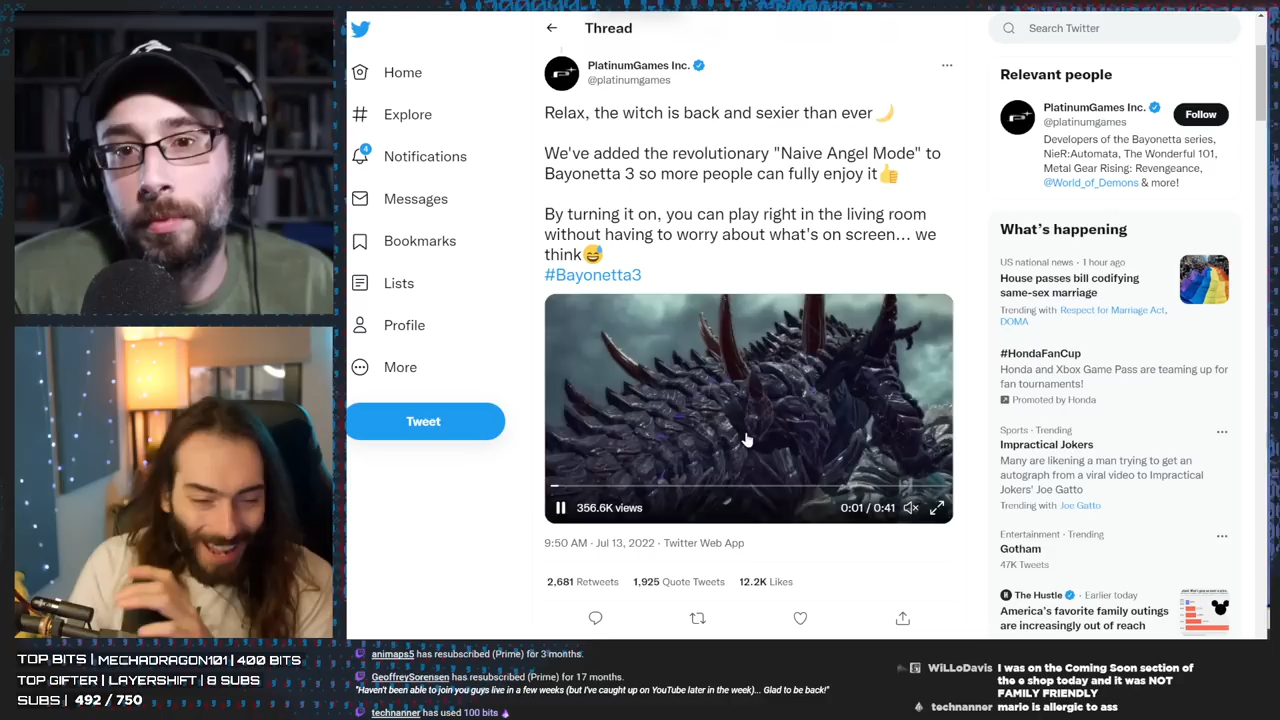 Home
Explore
4
Notifications
Messages
Bookmarks
Lists
Profile
More
Tweet
Thread
PlatinumGames Inc.
@platinumgames
Relax, the witch is back and sexier than ever🌙
We've added the revolutionary "Naive Angel Mode" to
Bayonetta 3 so more people can fully enjoy it👍
By turning it on, you can play right in the living room
without having to worry about what's on screen... we
think😅
#Bayonetta3
356.6K views
0:01 / 0:41
9:50 AM · Jul 13, 2022 · Twitter Web App
2,681 Retweets 1,925 Quote Tweets 12.2K Likes
Search Twitter
Relevant people
PlatinumGames Inc.
@platinumgames
Follow
Developers of the Bayonetta series,
NieR:Automata, The Wonderful 101,
Metal Gear Rising: Revengeance,
@World_of_Demons & more!
What's happening
US national news · 1 hour ago
House passes bill codifying
same-sex marriage
Trending with Respect for Marriage Act,
DOMA
#HondaFanCup
Honda and Xbox Game Pass are teaming up for
fan tournaments!
Promoted by Honda
Sports · Trending
Impractical Jokers
Many are likening a man trying to get an
autograph from a viral video to Impractical
Jokers' Joe Gatto
Trending with Joe Gatto
Entertainment · Trending
Gotham
47K Tweets
The Hustle · Earlier today
America's favorite family outings
are increasingly out of reach
TOP BITS | MECHADRAGON101 | 400 BITS
TOP GIFTER | LAYERSHIFT | 8 SUBS
SUBS | 492 / 750
animaps5 has resubscribed (Prime) for 3 months.
GeoffreySorensen has resubscribed (Prime) for 17 months.
"Haven't been able to join you guys live in a few weeks (but I've caught up on YouTube later in the week)... Glad to be back!"
technanner has used 100 bits
WiLLoDavis I was on the Coming Soon section of
the e shop today and it was NOT
FAMILY FRIENDLY
technanner mario is allergic to ass